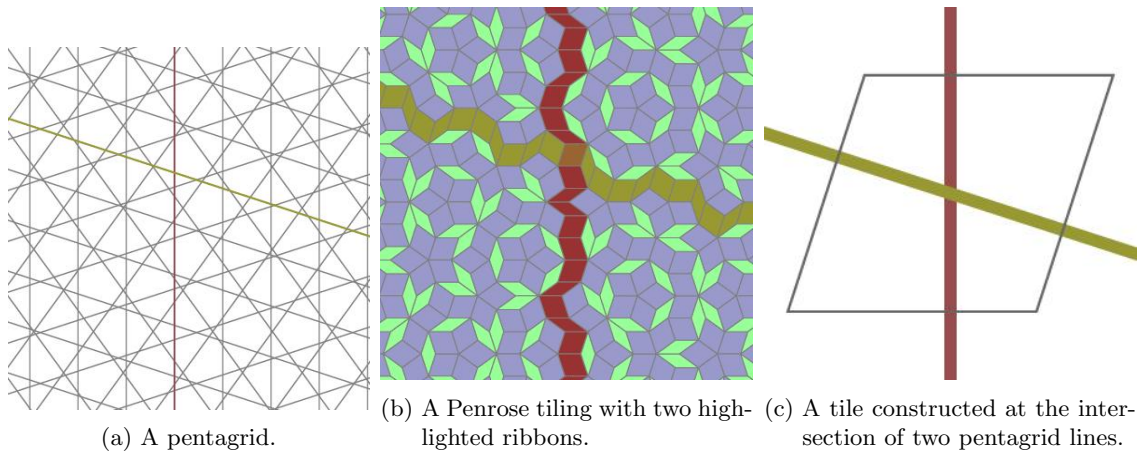 (a) A pentagrid.
(b) A Penrose tiling with two high-
lighted ribbons.
(c) A tile constructed at the inter-
section of two pentagrid lines.